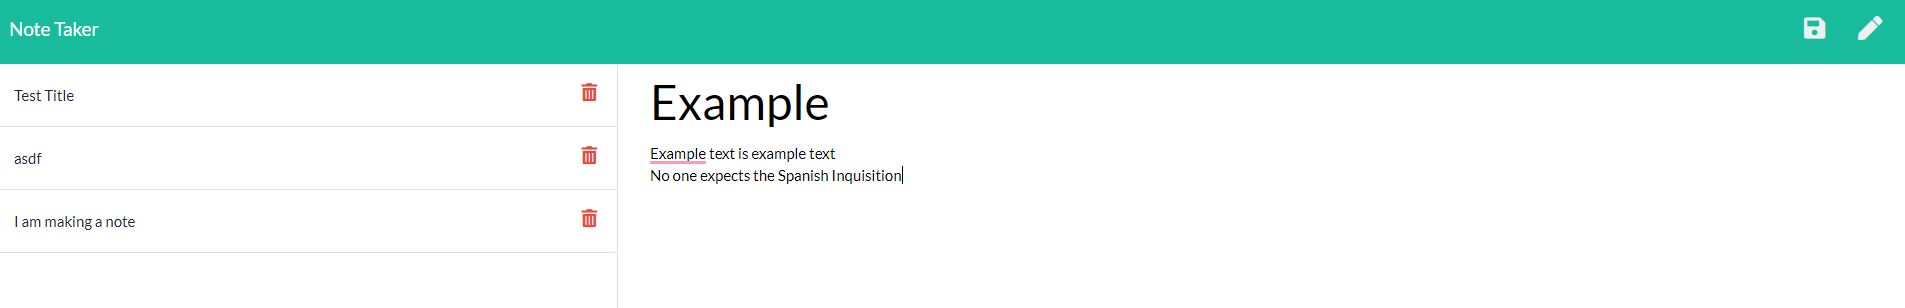 Note Taker
Test Title
asdf
I am making a note
Example
Example text is example text
No one expects the Spanish Inquisition